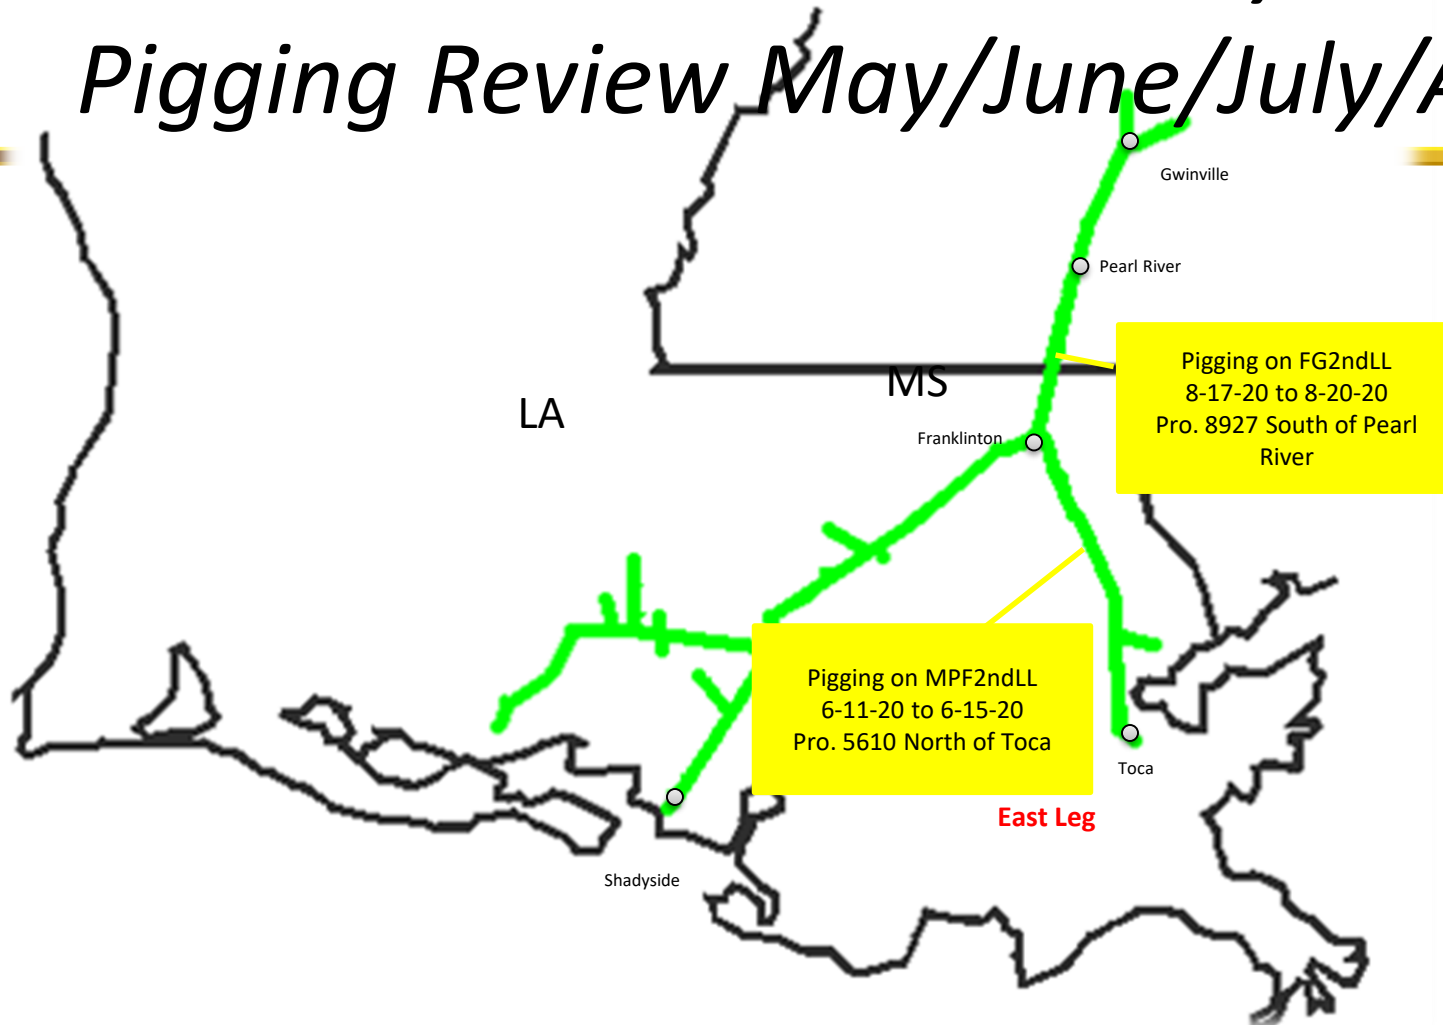 Pigging Review May/June/July/A
Gwinville
Pearl River
Pigging on FG2ndLL
8-17-20 to 8-20-20
Pro. 8927 South of Pearl
River
MS
LA
Franklinton
Pigging on MPF2ndLL
6-11-20 to 6-15-20
Pro. 5610 North of Toca
Toca
East Leg
Shadyside